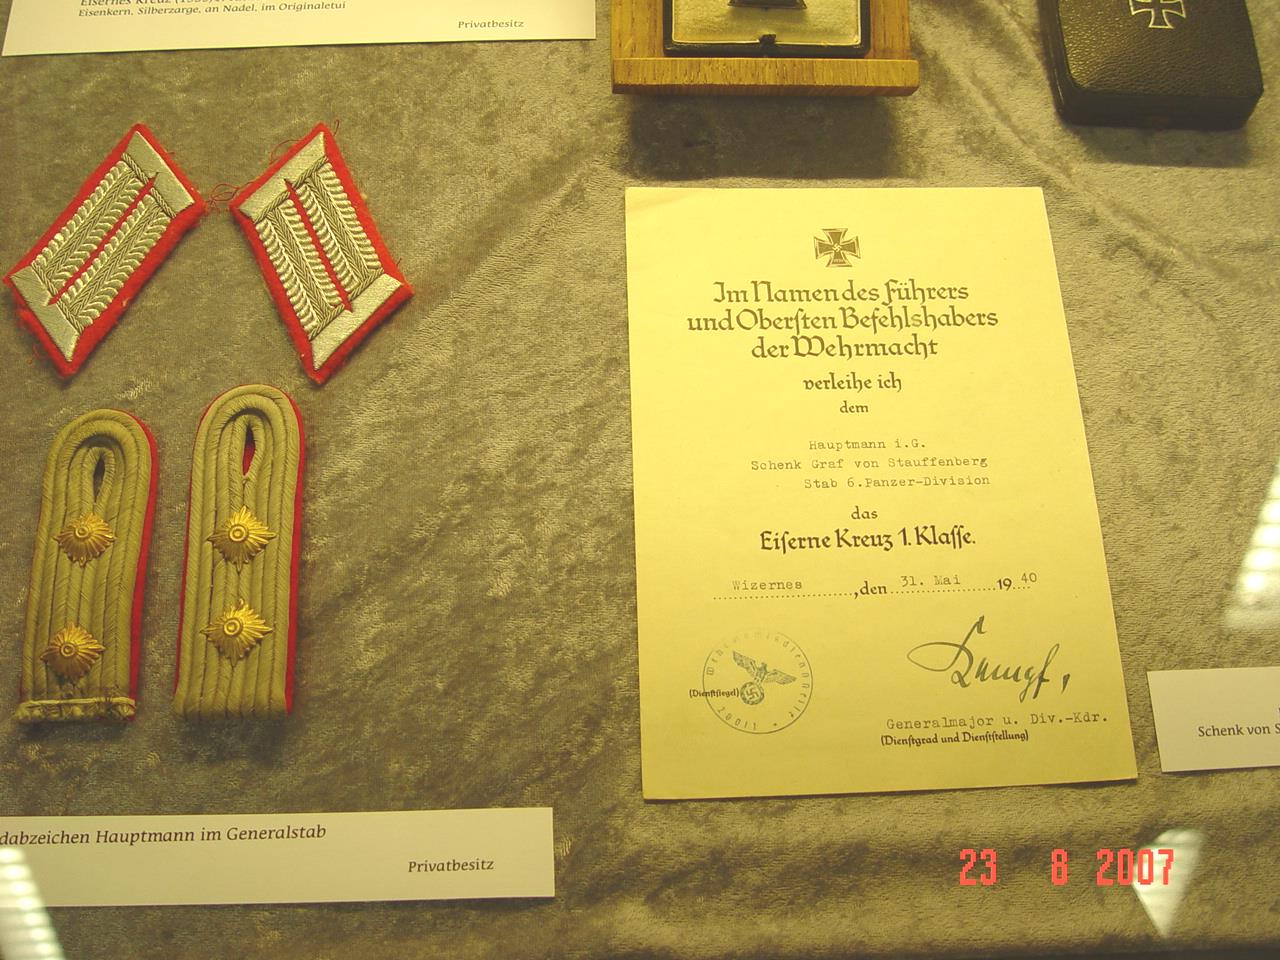 Eisenkern, Silberzarge, an Nadel, im Originaletui
Privatbesitz
Im Namen des Führers
und Oberſten Befehlshabers
der Wehrmacht
verleihe ich
dem
Hauptmann i.G.
Schenk Graf von Stauffenberg
Stab 6.Panzer-Division
das
Eiſerne Kreuz 1. Klaſſe.
Wizernes, den 31. Mai 1940
(Dienſtſiegel)
Kempf,
Generalmajor u. Div.-Kdr.
(Dienſtgrad und Dienſtſtellung)
Schenk von S
dabzeichen Hauptmann im Generalstab
Privatbesitz
23 8 2007